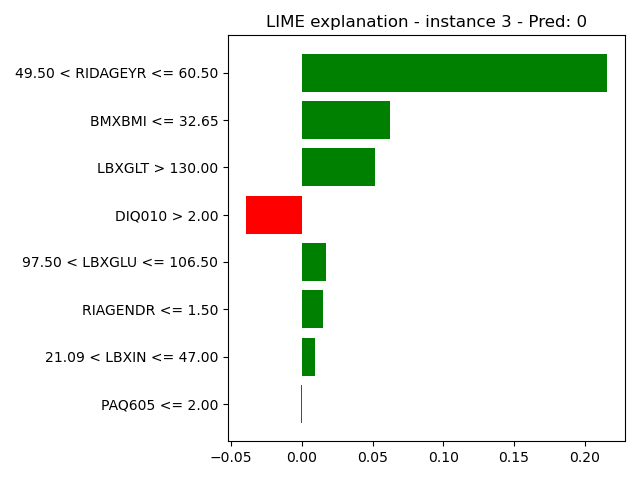 LIME explanation - instance 3 - Pred: 0
49.50 < RIDAGEYR <= 60.50
BMXBMI <= 32.65
LBXGLT > 130.00
DIQ010 > 2.00
97.50 < LBXGLU <= 106.50
RIAGENDR <= 1.50
21.09 < LBXIN <= 47.00
PAQ605 <= 2.00
−0.05 0.00 0.05 0.10 0.15 0.20